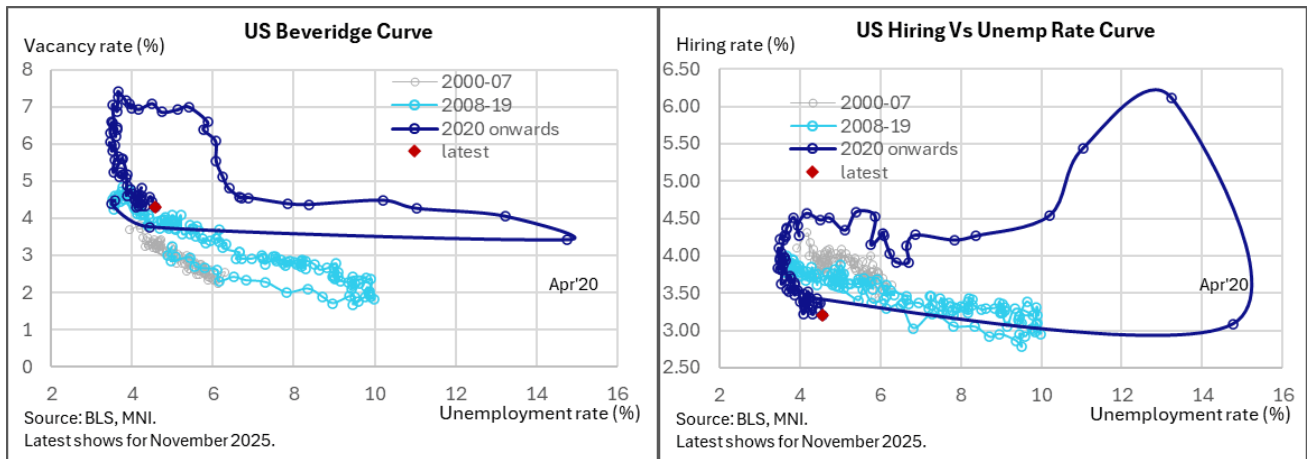 US Beveridge Curve
Vacancy rate (%)
8
7
6
5
4
3
2
1
0
2000-07
2008-19
2020 onwards
latest
Apr'20
2 4 6 8 10 12 14 16
Unemployment rate (%)
Source: BLS, MNI.
Latest shows for November 2025.
US Hiring Vs Unemp Rate Curve
Hiring rate (%)
6.50
6.00
5.50
5.00
4.50
4.00
3.50
3.00
2.50
2000-07
2008-19
2020 onwards
latest
Apr'20
2 4 6 8 10 12 14 16
Unemployment rate (%)
Source: BLS, MNI.
Latest shows for November 2025.